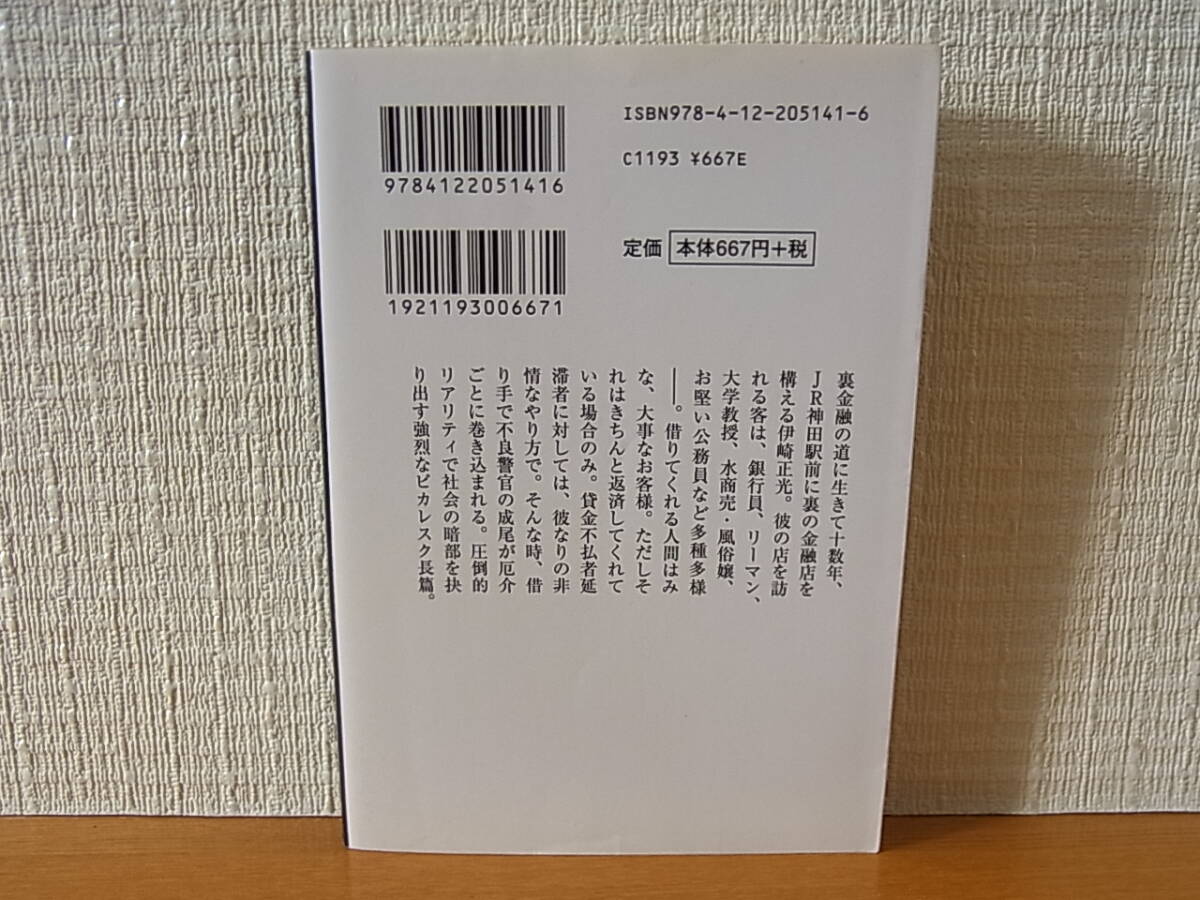 ISBN978-4-12-205141-6
C1193 ¥667E
9784122051416
定価 本体667円+税
1921193006671
裏金融の道に生きて十数年、
JR神田駅前に裏の金融店を
構える伊崎正光。彼の店を訪
れる客は、銀行員、リーマン、
大学教授、水商売・風俗嬢、
お堅い公務員など多種多様
――。借りてくれる人間はみ
な、大事なお客様。ただしそ
れはきちんと返済してくれて
いる場合のみ。貸金不払者延
滞者に対しては、彼なりの非
情なやり方で。そんな時、借
り手で不良警官の成尾が厄介
ごとに巻き込まれる。圧倒的
リアリティで社会の暗部を抉
り出す強烈なピカレスク長篇。